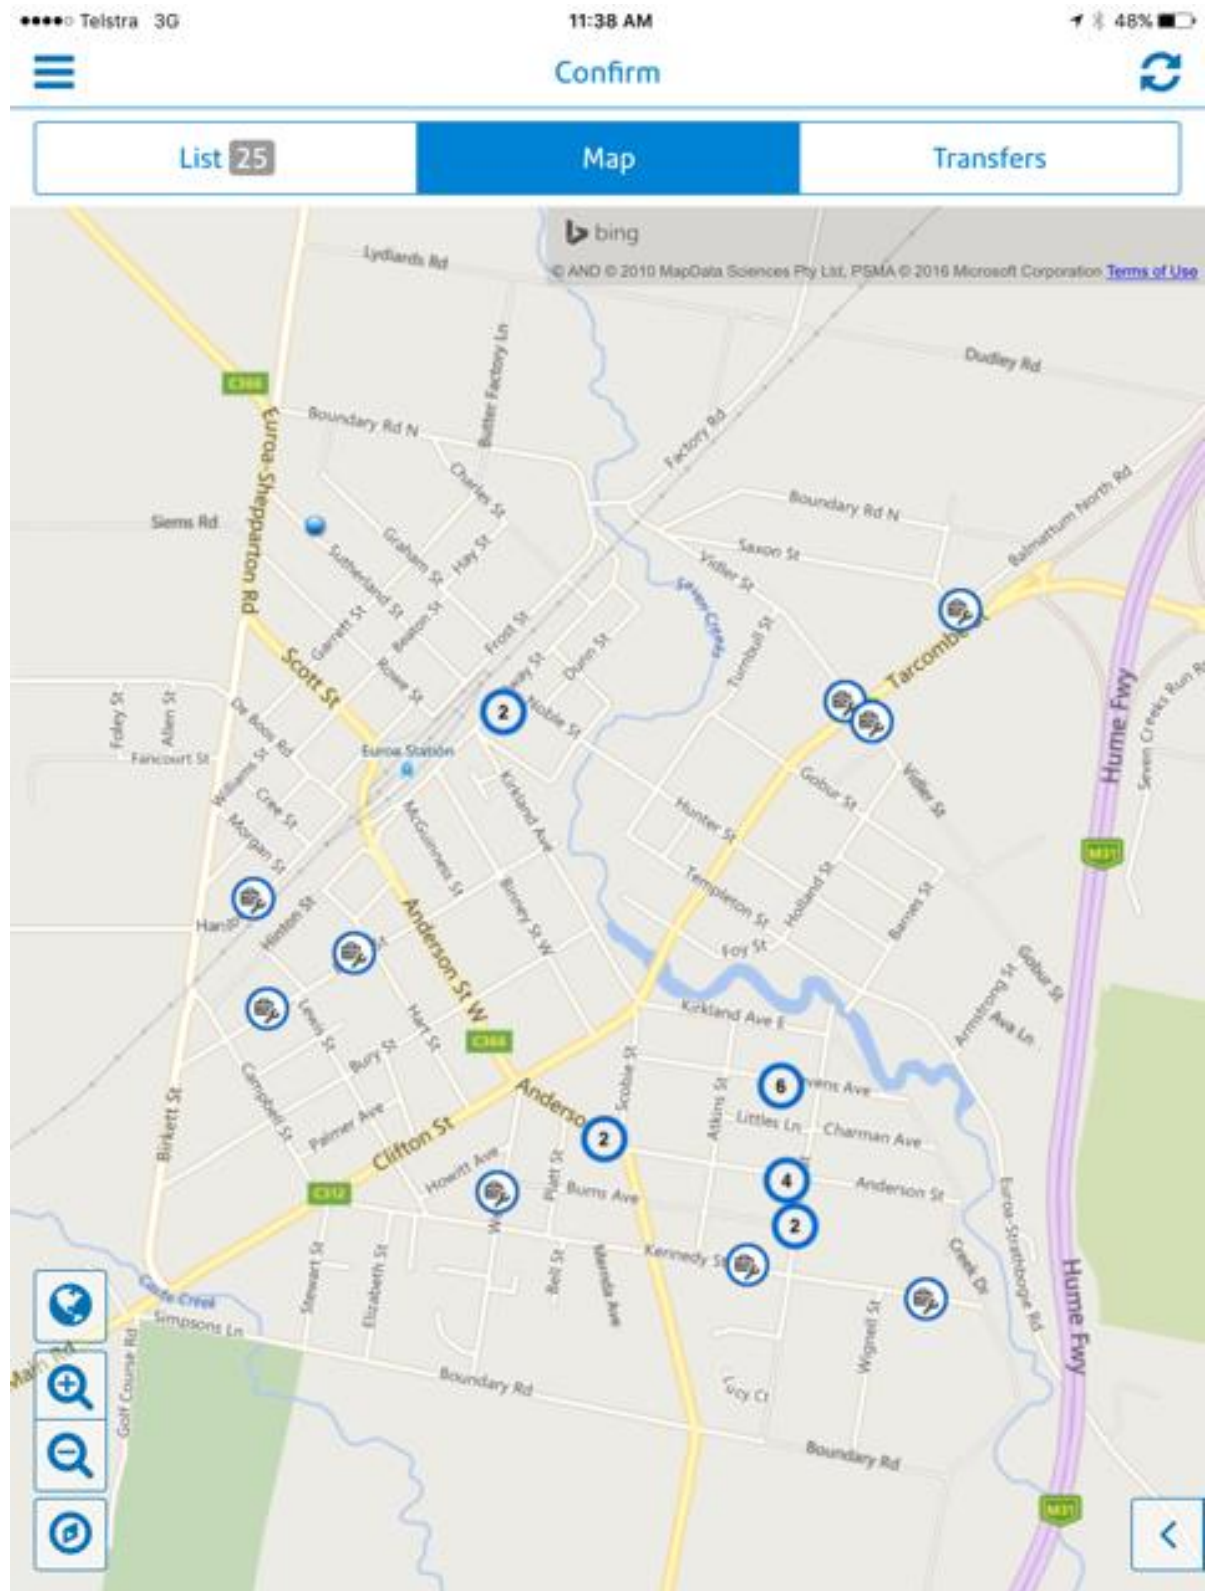 Telstra 3G
11:38 AM
48%
Confirm
List 25
Map
Transfers
bing
© AND © 2010 MapData Sciences Pty Ltd, PSMA © 2016 Microsoft Corporation Terms of Use
Lydiards Rd
Dudley Rd
C366
Butter Factory Ln
Boundary Rd N
Factory Rd
Euroa-Shepparton Rd
Charles St
Balmattum North Rd
Boundary Rd N
Siems Rd
Graham St
Hay St
Saxon St
Vidler St
Sutherland St
Seven Creeks
Garrett St
Beaton St
Frost St
Turnbull St
Tarcombe St
Scott St
Rowe St
Dunn St
Foley St
Allen St
De Boos Rd
2
Noble St
Hume Fwy
Seven Creeks Run R
Euroa Station
Fancourt St
Williams S
Kirkland Ave
Gobur St
Vidler St
Cree St
McGuinness St
Hunter St
Morgan St
M31
Binney St W
Templeton St
Holland St
Barnes St
Hinton St
Anderson St W
Foy St
Gobur St
Armstrong St
Lewis St
Hart St
Kirkland Ave E
Ava Ln
C366
Bury St
Scobie St
6
vens Ave
Campbell St
Anderso
Atkins St
Littles Ln
Charman Ave
Birkett St
Palmer Ave
Clifton St
2
Howitt Ave
Platt St
4
Anderson St
C312
Burns Ave
2
Euroa-Strathbogie Rd
Kennedy St
Creek Dr
Stewart St
Elizabeth St
Bell St
Merrida Ave
Castle Creek
Hume Fwy
Simpsons Ln
Wignell St
Main Rd
Golf Course Rd
Boundary Rd
ucy Ct
Boundary Rd
M31